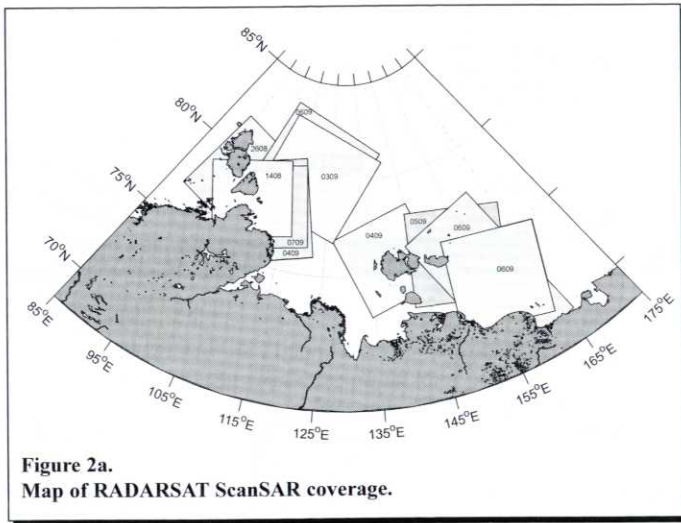 85°N
80°N
75°N
70°N
85°E
95°E
105°E
115°E
125°E
135°E
145°E
155°E
165°E
175°E
0609
2608
1408
0309
0709
0409
0409
0509
0609
0609
Figure 2a.
Map of RADARSAT ScanSAR coverage.